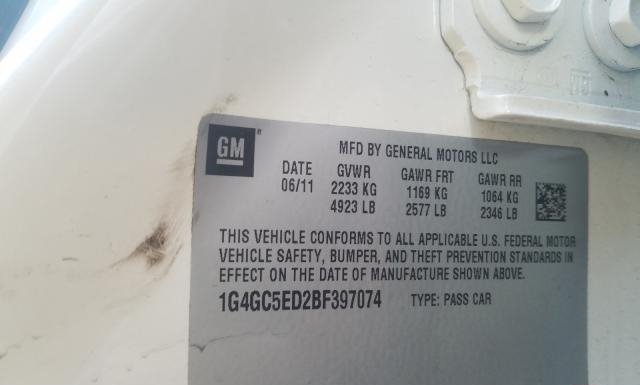 GM
MFD BY GENERAL MOTORS LLC
DATE GVWR GAWR FRT GAWR RR
06/11 2233 KG 1169 KG 1064 KG
4923 LB 2577 LB 2346 LB
THIS VEHICLE CONFORMS TO ALL APPLICABLE U.S. FEDERAL MOTOR
VEHICLE SAFETY, BUMPER, AND THEFT PREVENTION STANDARDS IN
EFFECT ON THE DATE OF MANUFACTURE SHOWN ABOVE.
1G4GC5ED2BF397074 TYPE: PASS CAR